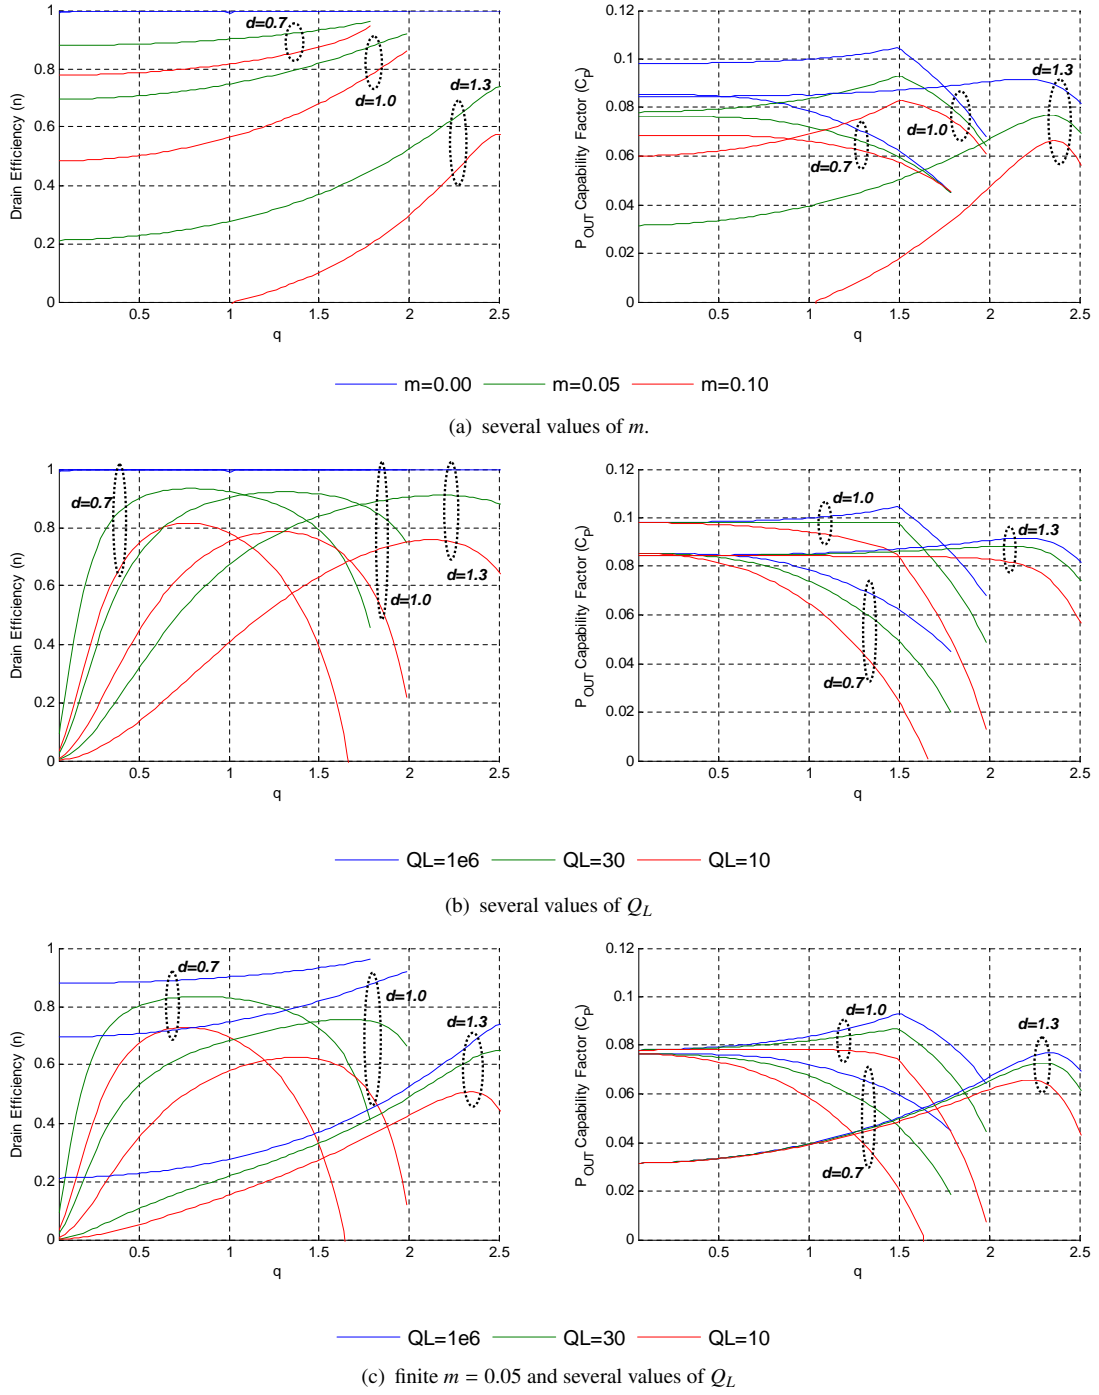 1
0.8
0.6
0.4
0.2
0
Drain Efficiency (n)
0.5
1
1.5
2
2.5
q
d=0.7
d=1.0
d=1.3
0.12
0.1
0.08
0.06
0.04
0.02
0
P_OUT Capability Factor (C_P)
0.5
1
1.5
2
2.5
q
d=1.3
d=1.0
d=0.7
m=0.00 m=0.05 m=0.10
(a) several values of m.
1
0.8
0.6
0.4
0.2
0
Drain Efficiency (n)
0.5
1
1.5
2
2.5
q
d=0.7
d=1.3
d=1.0
0.12
0.1
0.08
0.06
0.04
0.02
0
P_OUT Capability Factor (C_P)
0.5
1
1.5
2
2.5
q
d=1.0
d=1.3
d=0.7
QL=1e6 QL=30 QL=10
(b) several values of Q_L
1
0.8
0.6
0.4
0.2
0
Drain Efficiency (n)
0.5
1
1.5
2
2.5
q
d=0.7
d=1.0
d=1.3
0.12
0.1
0.08
0.06
0.04
0.02
0
P_OUT Capability Factor (C_P)
0.5
1
1.5
2
2.5
q
d=1.0
d=1.3
d=0.7
QL=1e6 QL=30 QL=10
(c) finite m = 0.05 and several values of Q_L